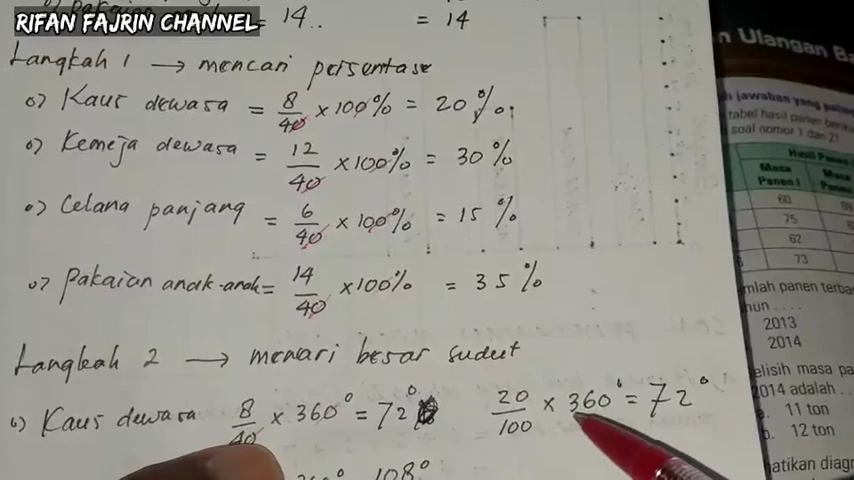 RIFAN FAJRIN CHANNEL
= 14.. = 14
Langkah 1 → mencari persentase
o) Kaus dewasa = 8/40 x 100% = 20%
o) Kemeja dewasa = 12/40 x 100% = 30%
o) Celana panjang = 6/40 x 100% = 15%
o) Pakaian anak-anak = 14/40 x 100% = 35%
Langkah 2 → mencari besar sudut
o) Kaus dewasa 8/40 x 360° = 72° 20/100 x 360° = 72°
108°
n Ulangan Ba
jawaban yang
tabel hasil panen
soal nomor 1 dan 2!
Hasil Panen
Masa Panen I
60
75
62
73
mlah panen terba
hun ....
2013
2014
elisih masa pa
2014 adalah ..
a. 11 ton
b. 12 ton
atikan diagr